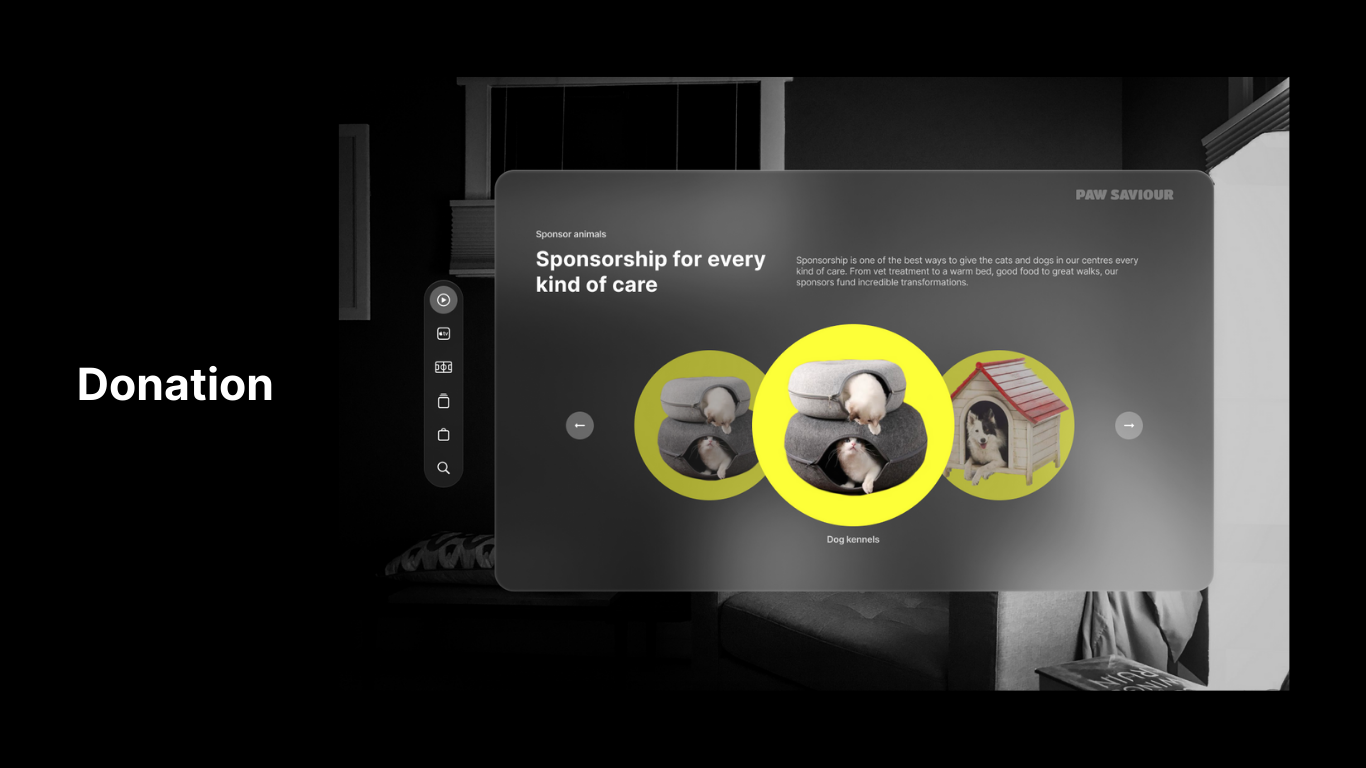 Donation
PAW SAVIOUR
Sponsor animals
Sponsorship for every
kind of care
Sponsorship is one of the best ways to give the cats and dogs in our centres every
kind of care. From vet treatment to a warm bed, good food to great walks, our
sponsors fund incredible transformations.
tv
Dog kennels
RUIN